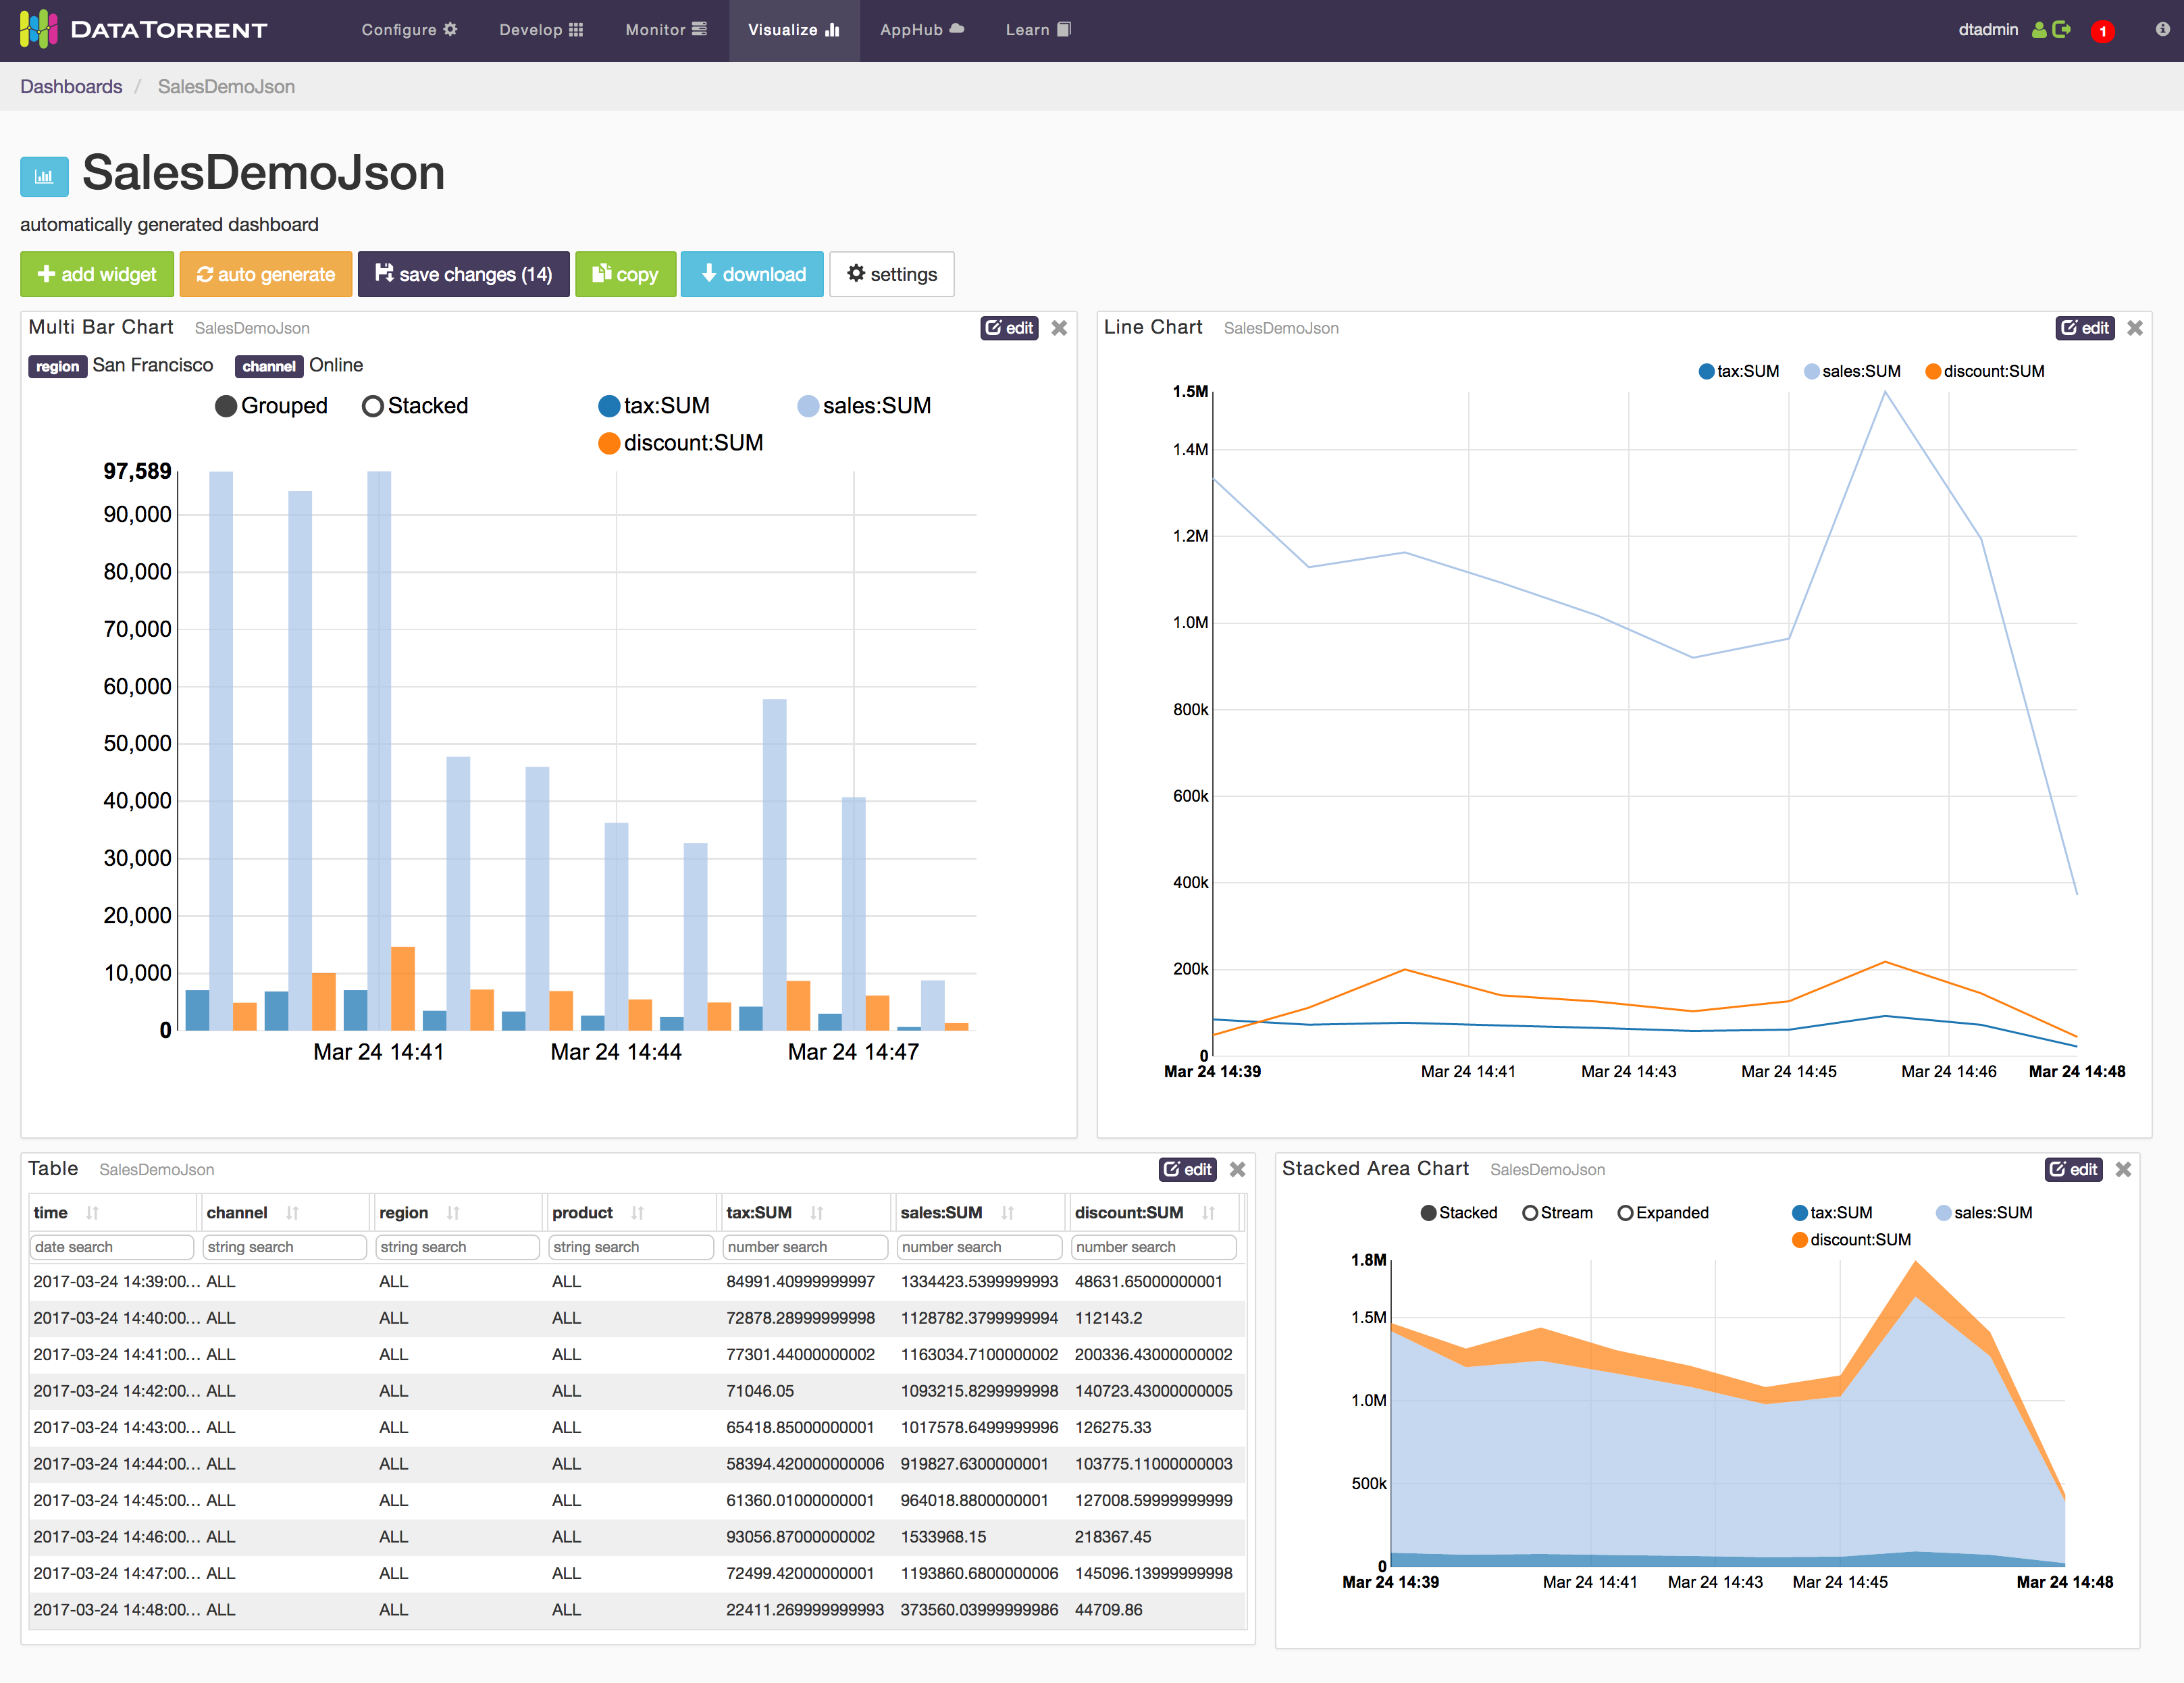 DATATORRENT Configure Develop Monitor Visualize AppHub Learn dtadmin 1
Dashboards / SalesDemoJson
SalesDemoJson
automatically generated dashboard
add widget auto generate save changes (14) copy download settings
Multi Bar Chart SalesDemoJson edit
region San Francisco channel Online
Grouped Stacked tax:SUM sales:SUM
discount:SUM
97,589
90,000
80,000
70,000
60,000
50,000
40,000
30,000
20,000
10,000
0
Mar 24 14:41 Mar 24 14:44 Mar 24 14:47
Line Chart SalesDemoJson edit
tax:SUM sales:SUM discount:SUM
1.5M
1.4M
1.2M
1.0M
800k
600k
400k
200k
0
Mar 24 14:39 Mar 24 14:41 Mar 24 14:43 Mar 24 14:45 Mar 24 14:46 Mar 24 14:48
Table SalesDemoJson edit
time channel region product tax:SUM sales:SUM discount:SUM
date search string search string search string search number search number search number search
2017-03-24 14:39:00... ALL ALL ALL 84991.40999999997 1334423.5399999993 48631.65000000001
2017-03-24 14:40:00... ALL ALL ALL 72878.28999999998 1128782.3799999994 112143.2
2017-03-24 14:41:00... ALL ALL ALL 77301.44000000002 1163034.7100000002 200336.43000000002
2017-03-24 14:42:00... ALL ALL ALL 71046.05 1093215.8299999998 140723.43000000005
2017-03-24 14:43:00... ALL ALL ALL 65418.85000000001 1017578.6499999996 126275.33
2017-03-24 14:44:00... ALL ALL ALL 58394.420000000006 919827.6300000001 103775.11000000003
2017-03-24 14:45:00... ALL ALL ALL 61360.01000000001 964018.8800000001 127008.59999999999
2017-03-24 14:46:00... ALL ALL ALL 93056.87000000002 1533968.15 218367.45
2017-03-24 14:47:00... ALL ALL ALL 72499.42000000001 1193860.6800000006 145096.13999999998
2017-03-24 14:48:00... ALL ALL ALL 22411.269999999993 373560.03999999986 44709.86
Stacked Area Chart SalesDemoJson edit
Stacked Stream Expanded tax:SUM sales:SUM
discount:SUM
1.8M
1.5M
1.0M
500k
0
Mar 24 14:39 Mar 24 14:41 Mar 24 14:43 Mar 24 14:45 Mar 24 14:48